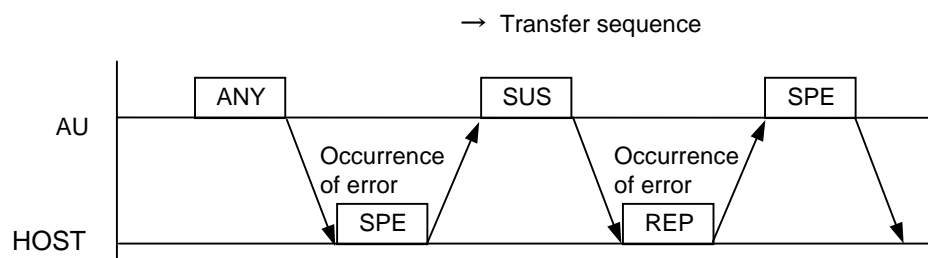 → Transfer sequence
ANY
SUS
SPE
AU
Occurrence
of error
Occurrence
of error
SPE
REP
HOST